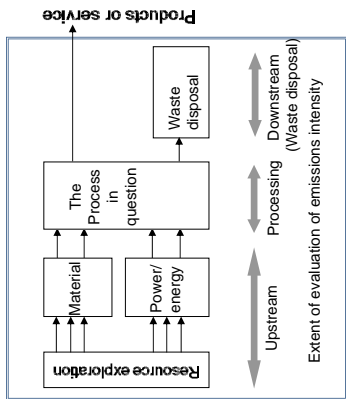 Products or service
Resource exploration
Material
Power/
energy
The
Process
in
question
Waste
disposal
Upstream
Processing
Downstream
(Waste disposal)
Extent of evaluation of emissions intensity